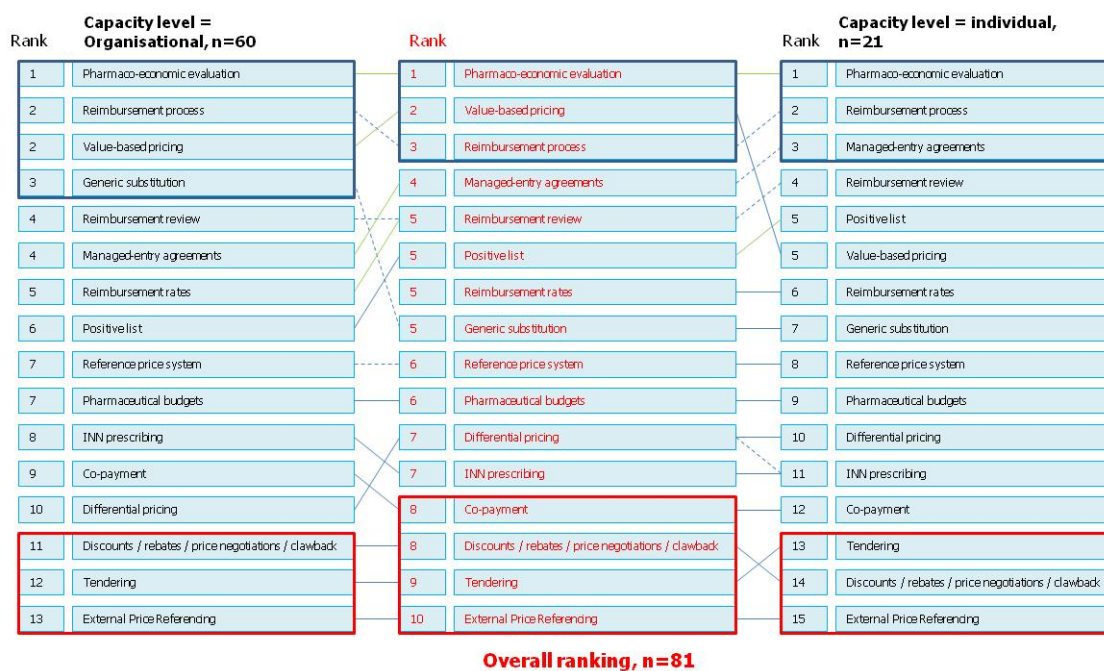 Capacity level =
Organisational, n=60
Rank
Rank
Capacity level = individual,
n=21
Rank
1 Pharmaco-economic evaluation 1 Pharmaco-economic evaluation 1 Pharmaco-economic evaluation
2 Reimbursement process 2 Value-based pricing 2 Reimbursement process
2 Value-based pricing 3 Reimbursement process 3 Managed-entry agreements
3 Generic substitution 4 Managed-entry agreements 4 Reimbursement review
4 Reimbursement review 5 Reimbursement review 5 Positive list
4 Managed-entry agreements 5 Positive list 5 Value-based pricing
5 Reimbursement rates 5 Reimbursement rates 6 Reimbursement rates
6 Positive list 5 Generic substitution 7 Generic substitution
7 Reference price system 6 Reference price system 8 Reference price system
7 Pharmaceutical budgets 6 Pharmaceutical budgets 9 Pharmaceutical budgets
8 INN prescribing 7 Differential pricing 10 Differential pricing
9 Co-payment 7 INN prescribing 11 INN prescribing
10 Differential pricing 8 Co-payment 12 Co-payment
11 Discounts / rebates / price negotiations / clawback 8 Discounts / rebates / price negotiations / clawback 13 Tendering
12 Tendering 9 Tendering 14 Discounts / rebates / price negotiations / clawback
13 External Price Referencing 10 External Price Referencing 15 External Price Referencing
Overall ranking, n=81